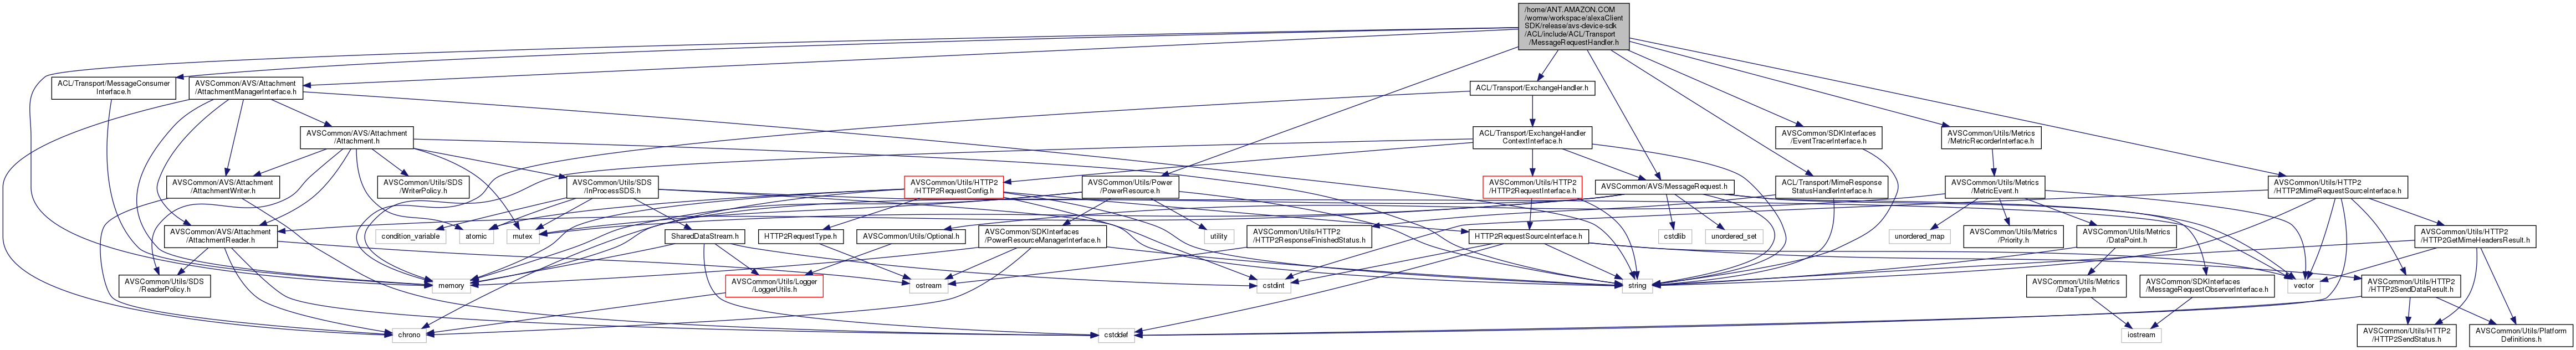 /home/ANT.AMAZON.COM
/womw/workspace/alexaClient
SDK/release/avs-device-sdk
/ACL/include/ACL/Transport
/MessageRequestHandler.h
ACL/Transport/MessageConsumer
Interface.h
AVSCommon/AVS/Attachment
/AttachmentManagerInterface.h
ACL/Transport/ExchangeHandler.h
AVSCommon/AVS/Attachment
/Attachment.h
ACL/Transport/ExchangeHandler
ContextInterface.h
AVSCommon/SDKInterfaces
/EventTracerInterface.h
AVSCommon/Utils/Metrics
/MetricRecorderInterface.h
AVSCommon/AVS/Attachment
/AttachmentWriter.h
AVSCommon/Utils/SDS
/WriterPolicy.h
AVSCommon/Utils/SDS
/InProcessSDS.h
AVSCommon/Utils/HTTP2
/HTTP2RequestConfig.h
AVSCommon/Utils/Power
/PowerResource.h
AVSCommon/Utils/HTTP2
/HTTP2RequestInterface.h
AVSCommon/AVS/MessageRequest.h
ACL/Transport/MimeResponse
StatusHandlerInterface.h
AVSCommon/Utils/Metrics
/MetricEvent.h
AVSCommon/Utils/HTTP2
/HTTP2MimeRequestSourceInterface.h
AVSCommon/AVS/Attachment
/AttachmentReader.h
condition_variable
atomic
mutex
SharedDataStream.h
HTTP2RequestType.h
AVSCommon/Utils/Optional.h
AVSCommon/SDKInterfaces
/PowerResourceManagerInterface.h
utility
AVSCommon/Utils/HTTP2
/HTTP2ResponseFinishedStatus.h
HTTP2RequestSourceInterface.h
cstdlib
unordered_set
unordered_map
AVSCommon/Utils/Metrics
/Priority.h
AVSCommon/Utils/Metrics
/DataPoint.h
AVSCommon/Utils/HTTP2
/HTTP2GetMimeHeadersResult.h
AVSCommon/Utils/SDS
/ReaderPolicy.h
memory
AVSCommon/Utils/Logger
/LoggerUtils.h
ostream
cstdint
string
AVSCommon/Utils/Metrics
/DataType.h
AVSCommon/SDKInterfaces
/MessageRequestObserverInterface.h
vector
AVSCommon/Utils/HTTP2
/HTTP2SendDataResult.h
chrono
cstddef
iostream
AVSCommon/Utils/HTTP2
/HTTP2SendStatus.h
AVSCommon/Utils/Platform
Definitions.h